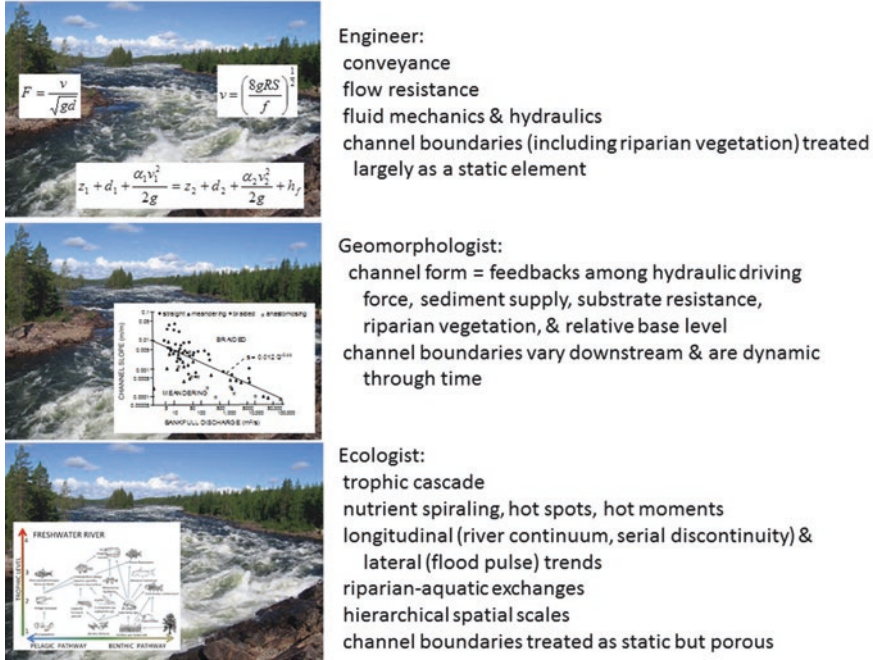 F = v / √gd
v = (8gRS / f)^1/2
z₁ + d₁ + α₁v₁² / 2g = z₂ + d₂ + α₂v₂² / 2g + h_f
Engineer:
conveyance
flow resistance
fluid mechanics & hydraulics
channel boundaries (including riparian vegetation) treated
largely as a static element
straight meandering braided anastomosing
CHANNEL SLOPE (m/m)
BRAIDED
MEANDERING
BANKFULL DISCHARGE (m³/s)
Geomorphologist:
channel form = feedbacks among hydraulic driving
force, sediment supply, substrate resistance,
riparian vegetation, & relative base level
channel boundaries vary downstream & are dynamic
through time
FRESHWATER RIVER
TROPHIC LEVEL
PELAGIC PATHWAY
BENTHIC PATHWAY
Ecologist:
trophic cascade
nutrient spiraling, hot spots, hot moments
longitudinal (river continuum, serial discontinuity) &
lateral (flood pulse) trends
riparian-aquatic exchanges
hierarchical spatial scales
channel boundaries treated as static but porous